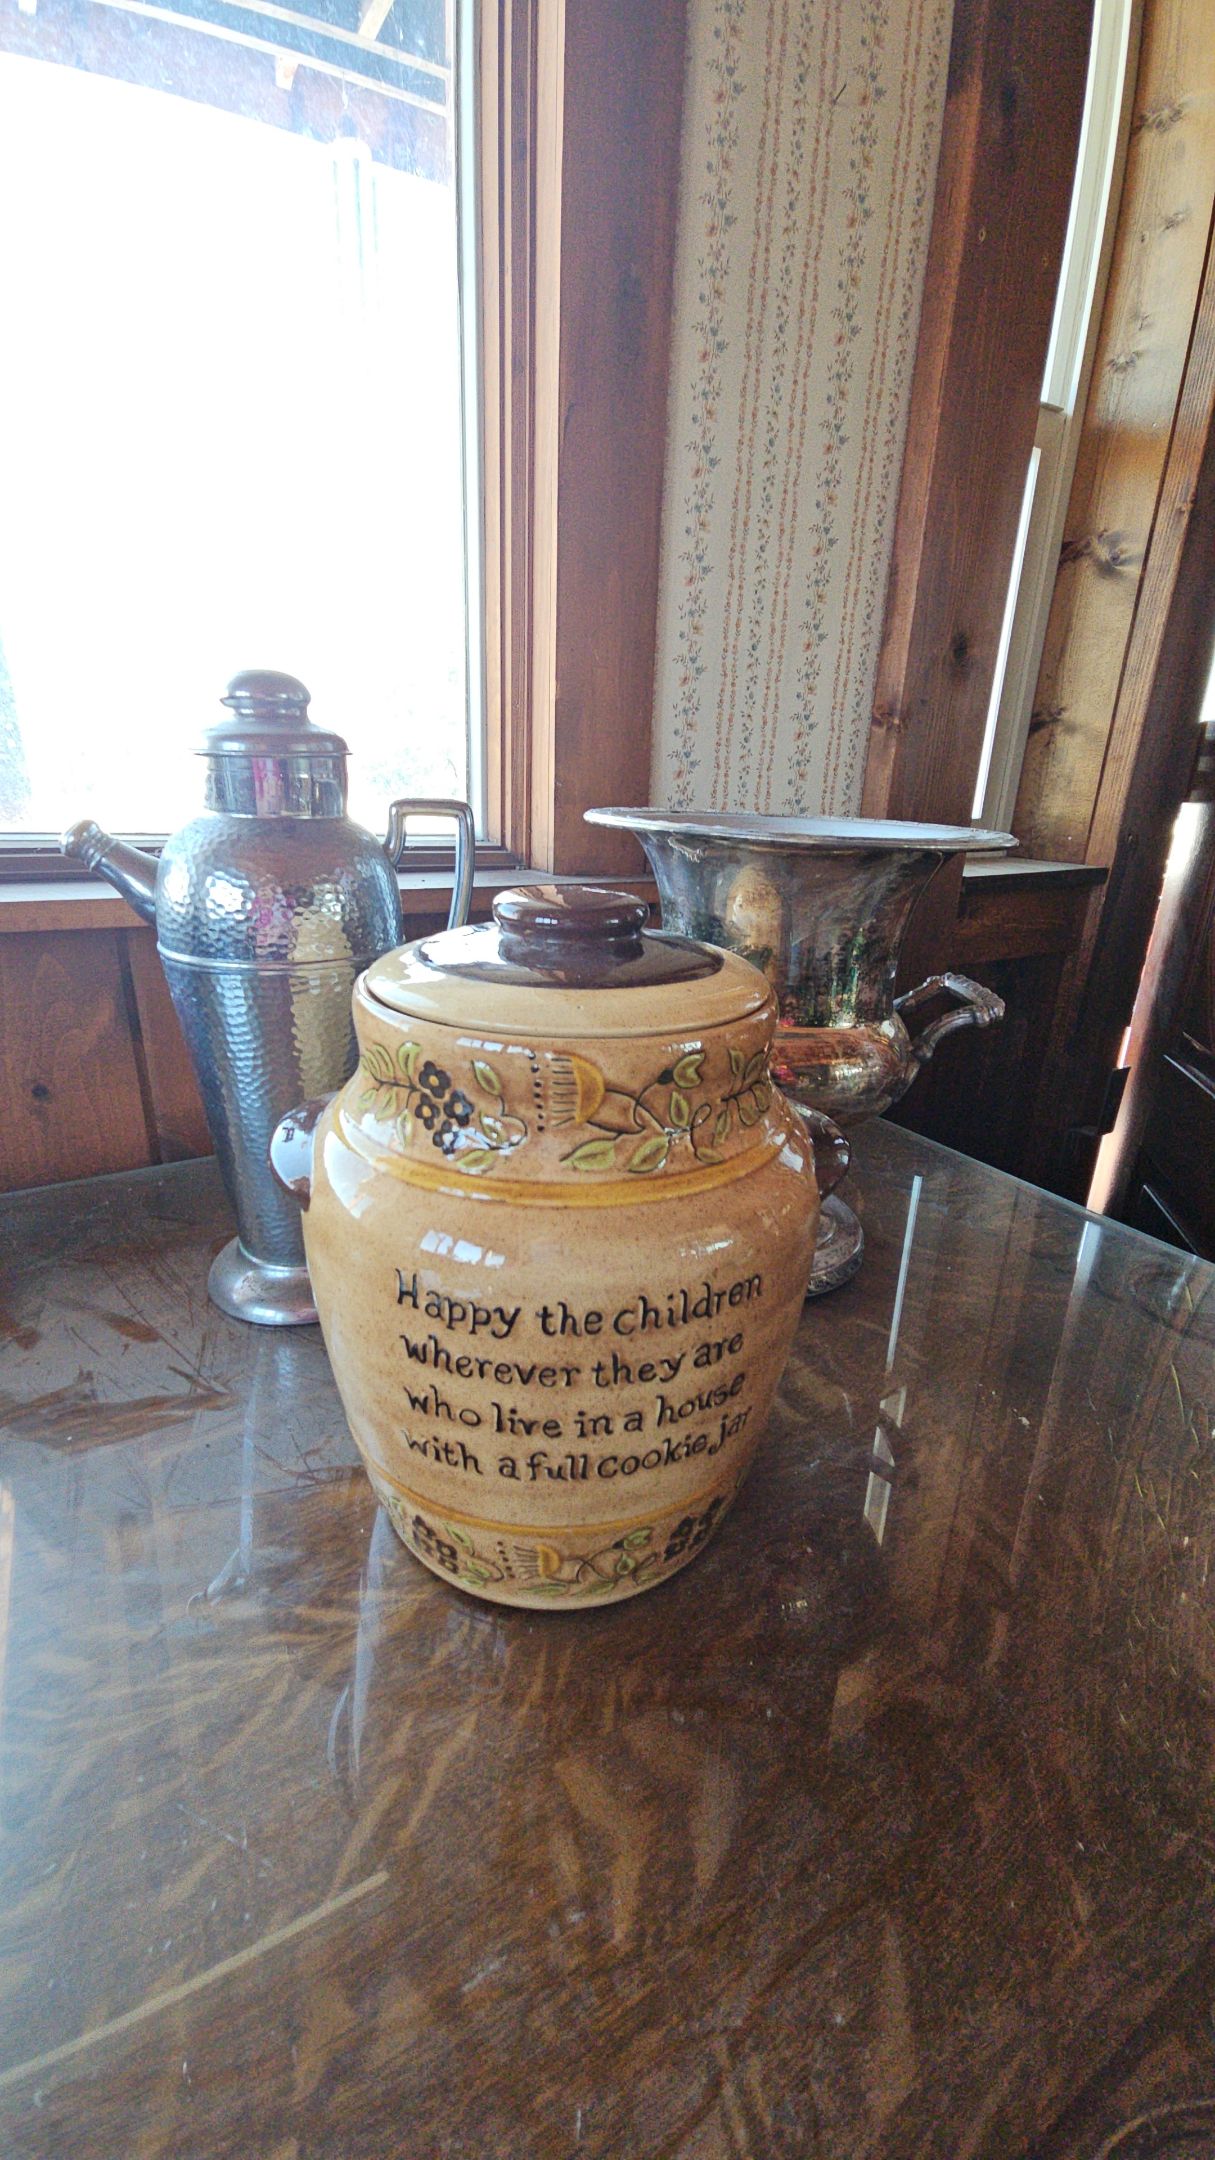 Happy the children
wherever they are
who live in a house
with a full cookie jar